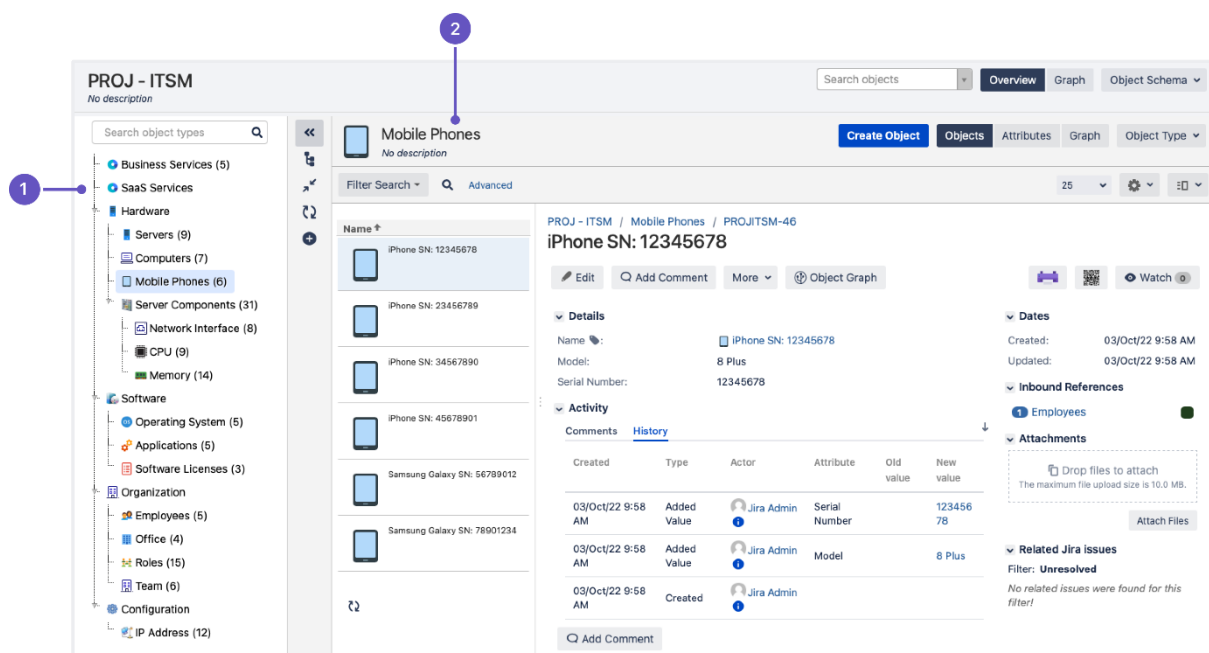 2
PROJ - ITSM
No description
Search objects
Overview
Graph
Object Schema
1
Search object types
Business Services (5)
SaaS Services
Hardware
Servers (9)
Computers (7)
Mobile Phones (6)
Server Components (31)
Network Interface (8)
CPU (9)
Memory (14)
Software
Operating System (5)
Applications (5)
Software Licenses (3)
Organization
Employees (5)
Office (4)
Roles (15)
Team (6)
Configuration
IP Address (12)
Mobile Phones
No description
Create Object
Objects
Attributes
Graph
Object Type
Filter Search
Advanced
25
Name
iPhone SN: 12345678
iPhone SN: 23456789
iPhone SN: 34567890
iPhone SN: 45678901
Samsung Galaxy SN: 56789012
Samsung Galaxy SN: 78901234
PROJ - ITSM / Mobile Phones / PROJITSM-46
iPhone SN: 12345678
Edit
Add Comment
More
Object Graph
Watch 0
Details
Name :
iPhone SN: 12345678
Model:
8 Plus
Serial Number:
12345678
Activity
Comments
History
Created Type Actor Attribute Old value New value
03/Oct/22 9:58 AM Added Value Jira Admin Serial Number 12345678
03/Oct/22 9:58 AM Added Value Jira Admin Model 8 Plus
03/Oct/22 9:58 AM Created Jira Admin
Add Comment
Dates
Created: 03/Oct/22 9:58 AM
Updated: 03/Oct/22 9:58 AM
Inbound References
1 Employees
Attachments
Drop files to attach
The maximum file upload size is 10.0 MB.
Attach Files
Related Jira issues
Filter: Unresolved
No related issues were found for this
filter!